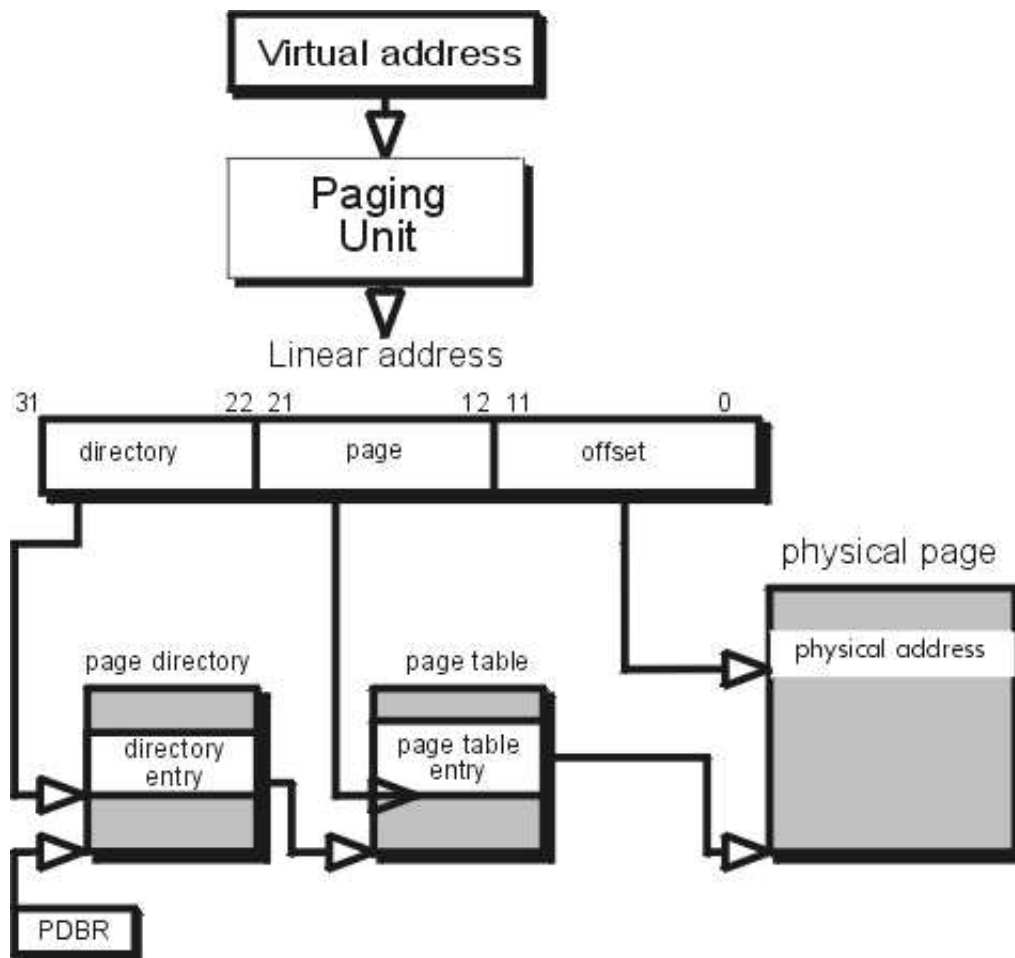 Virtual address
Paging
Unit
Linear address
31 22 21 12 11 0
directory page offset
physical page
physical address
page directory page table
directory
entry
page table
entry
PDBR